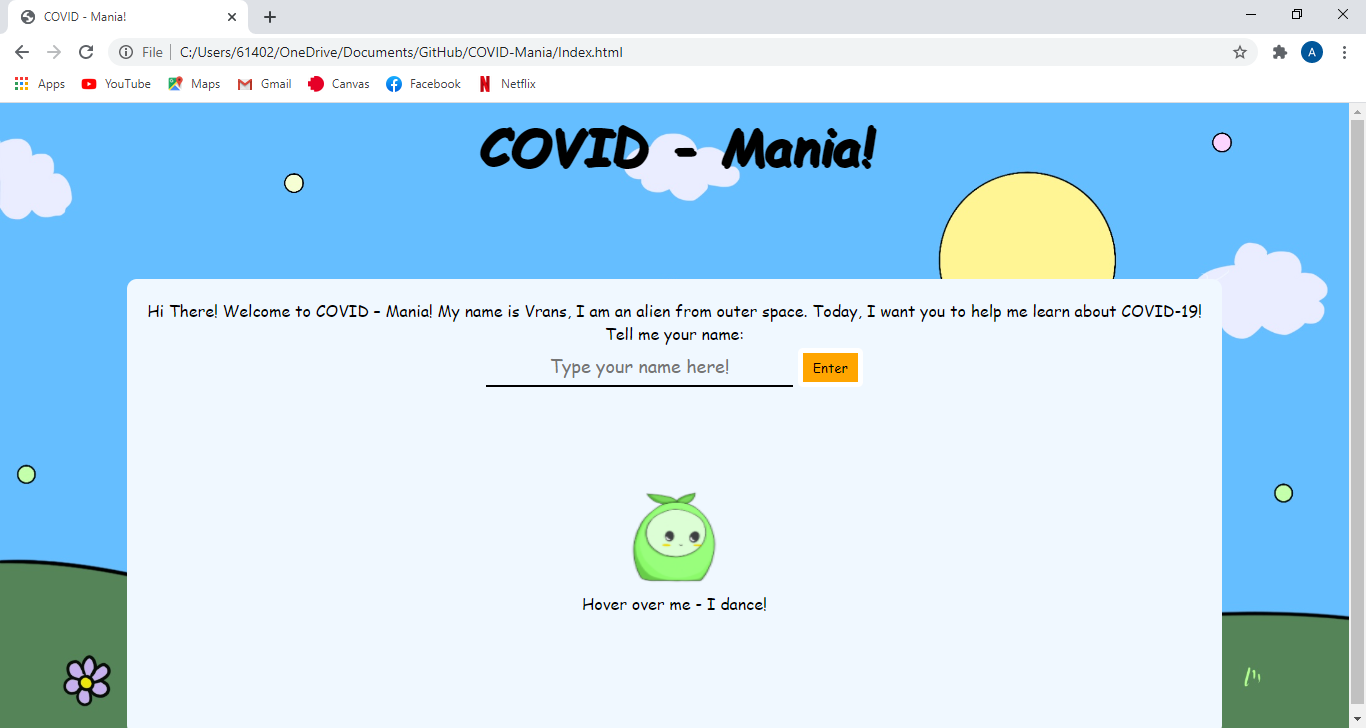 COVID - Mania!
File
C:/Users/61402/OneDrive/Documents/GitHub/COVID-Mania/Index.html
A
Apps YouTube Maps Gmail Canvas Facebook Netflix
COVID - Mania!
Hi There! Welcome to COVID – Mania! My name is Vrans, I am an alien from outer space. Today, I want you to help me learn about COVID-19!
Tell me your name:
Type your name here! Enter
Hover over me - I dance!